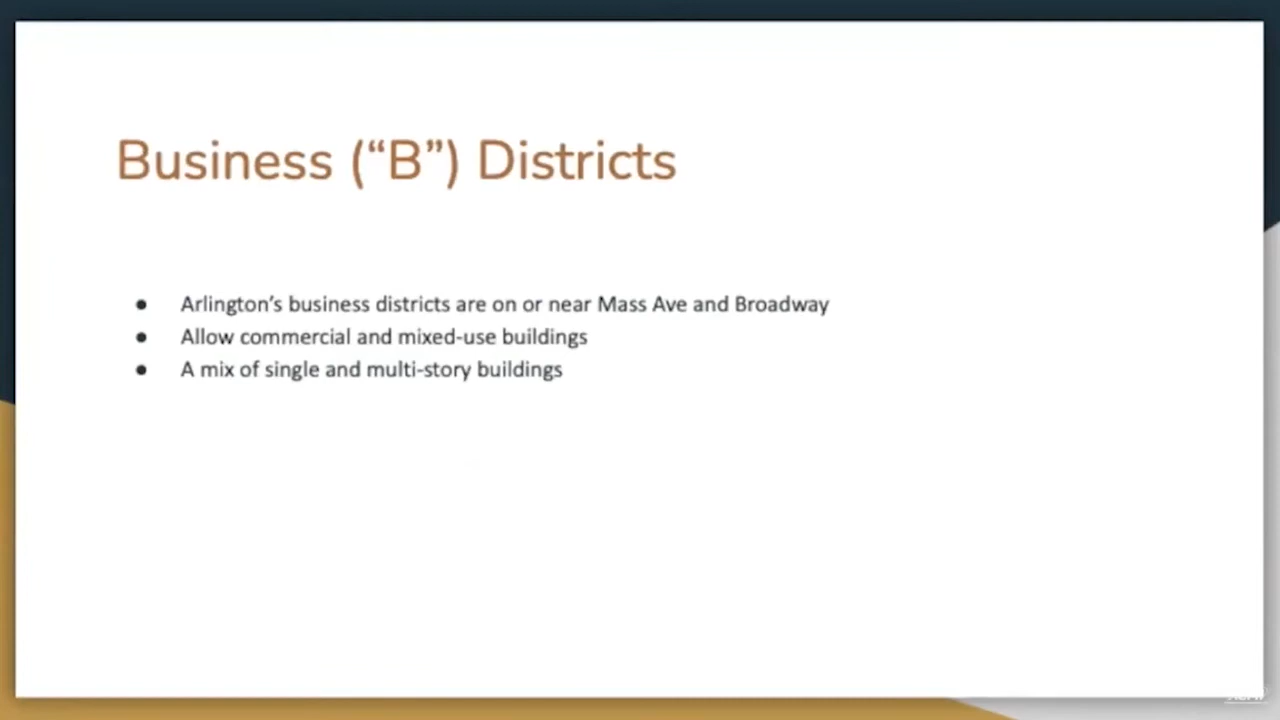 Business (“B”) Districts
● Arlington’s business districts are on or near Mass Ave and Broadway
● Allow commercial and mixed-use buildings
● A mix of single and multi-story buildings